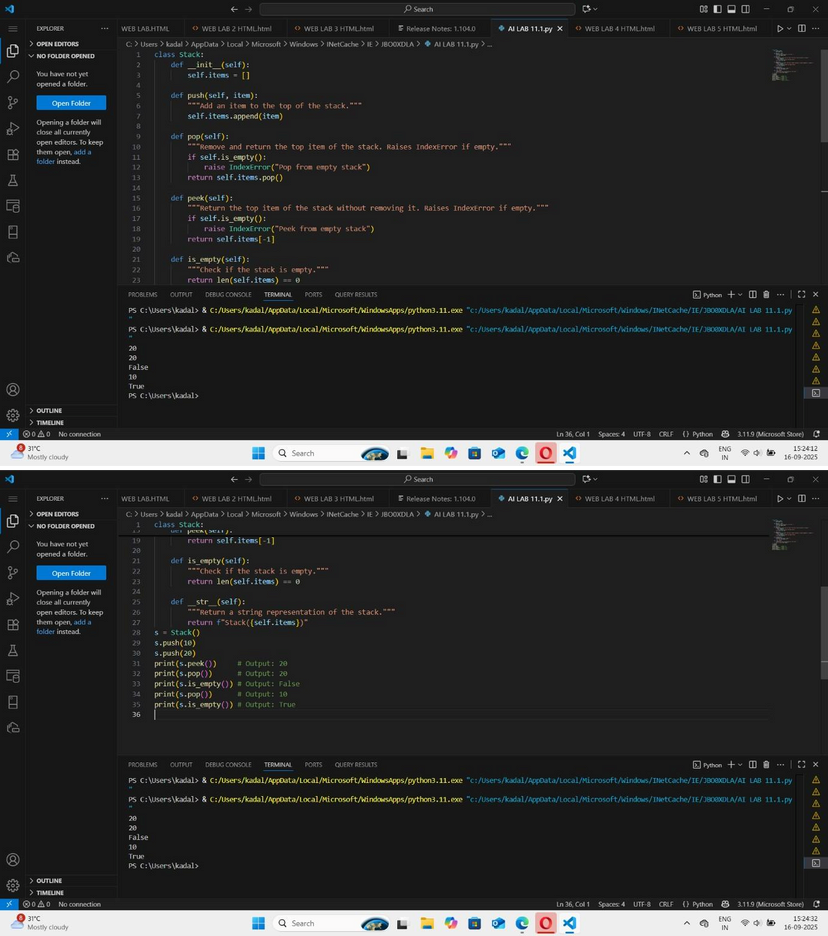 Search
EXPLORER
WEB LAB.HTML
WEB LAB 2 HTML.html
WEB LAB 3 HTML.html
Release Notes: 1.104.0
AI LAB 11.1.py
WEB LAB 4 HTML.html
WEB LAB 5 HTML.html
OPEN EDITORS
NO FOLDER OPENED
You have not yet
opened a folder.
Open Folder
Opening a folder will
close all currently
open editors. To keep
them open, add a
folder instead.
OUTLINE
TIMELINE
C: > Users > kadal > AppData > Local > Microsoft > Windows > INetCache > IE > JBO0XDLA > AI LAB 11.1.py > ...
1 class Stack:
2 def __init__(self):
3 self.items = []
4
5 def push(self, item):
6 """Add an item to the top of the stack."""
7 self.items.append(item)
8
9 def pop(self):
10 """Remove and return the top item of the stack. Raises IndexError if empty."""
11 if self.is_empty():
12 raise IndexError("Pop from empty stack")
13 return self.items.pop()
14
15 def peek(self):
16 """Return the top item of the stack without removing it. Raises IndexError if empty."""
17 if self.is_empty():
18 raise IndexError("Peek from empty stack")
19 return self.items[-1]
20
21 def is_empty(self):
22 """Check if the stack is empty."""
23 return len(self.items) == 0
PROBLEMS OUTPUT DEBUG CONSOLE TERMINAL PORTS QUERY RESULTS
Python
PS C:\Users\kadal> & C:/Users/kadal/AppData/Local/Microsoft/WindowsApps/python3.11.exe "c:/Users/kadal/AppData/Local/Microsoft/Windows/INetCache/IE/JBO0XDLA/AI LAB 11.1.py
"
PS C:\Users\kadal> & C:/Users/kadal/AppData/Local/Microsoft/WindowsApps/python3.11.exe "c:/Users/kadal/AppData/Local/Microsoft/Windows/INetCache/IE/JBO0XDLA/AI LAB 11.1.py
"
20
20
False
10
True
PS C:\Users\kadal>
0 0 No connection
Ln 36, Col 1 Spaces: 4 UTF-8 CRLF {} Python 3.11.9 (Microsoft Store)
31°C
Mostly cloudy
Search
ENG
IN
15:24:12
16-09-2025
Search
EXPLORER
WEB LAB.HTML
WEB LAB 2 HTML.html
WEB LAB 3 HTML.html
Release Notes: 1.104.0
AI LAB 11.1.py
WEB LAB 4 HTML.html
WEB LAB 5 HTML.html
OPEN EDITORS
NO FOLDER OPENED
You have not yet
opened a folder.
Open Folder
Opening a folder will
close all currently
open editors. To keep
them open, add a
folder instead.
OUTLINE
TIMELINE
C: > Users > kadal > AppData > Local > Microsoft > Windows > INetCache > IE > JBO0XDLA > AI LAB 11.1.py > ...
1 class Stack:
15 def peek(self):
19 return self.items[-1]
20
21 def is_empty(self):
22 """Check if the stack is empty."""
23 return len(self.items) == 0
24
25 def __str__(self):
26 """Return a string representation of the stack."""
27 return f"Stack({self.items})"
28 s = Stack()
29 s.push(10)
30 s.push(20)
31 print(s.peek()) # Output: 20
32 print(s.pop()) # Output: 20
33 print(s.is_empty()) # Output: False
34 print(s.pop()) # Output: 10
35 print(s.is_empty()) # Output: True
36
PROBLEMS OUTPUT DEBUG CONSOLE TERMINAL PORTS QUERY RESULTS
Python
PS C:\Users\kadal> & C:/Users/kadal/AppData/Local/Microsoft/WindowsApps/python3.11.exe "c:/Users/kadal/AppData/Local/Microsoft/Windows/INetCache/IE/JBO0XDLA/AI LAB 11.1.py
"
PS C:\Users\kadal> & C:/Users/kadal/AppData/Local/Microsoft/WindowsApps/python3.11.exe "c:/Users/kadal/AppData/Local/Microsoft/Windows/INetCache/IE/JBO0XDLA/AI LAB 11.1.py
"
20
20
False
10
True
PS C:\Users\kadal>
0 0 No connection
Ln 36, Col 1 Spaces: 4 UTF-8 CRLF {} Python 3.11.9 (Microsoft Store)
31°C
Mostly cloudy
Search
ENG
IN
15:24:32
16-09-2025